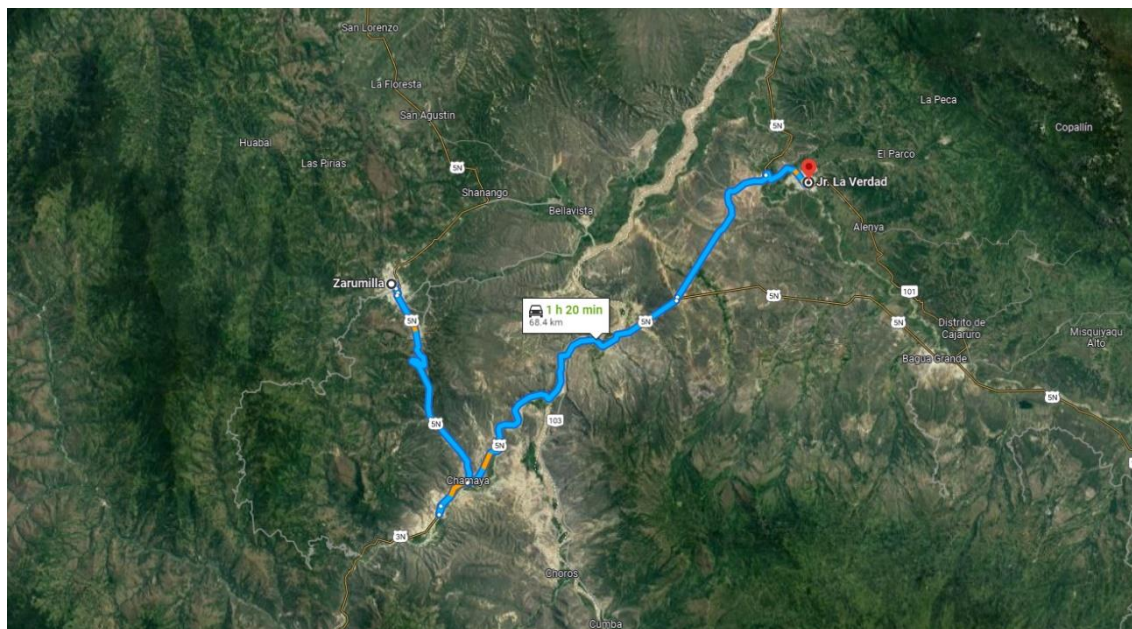 San Lorenzo
La Floresta
San Agustin
5N
La Peca
Copallín
Huabal
Las Pirias
5N
El Parco
Shanango
Jr. La Verdad
Bellavista
Alenya
Zarumilla
101
5N
1 h 20 min
68.4 km
5N
5N
5N
Distrito de
Cajaruro
Misquiyaqu
Alto
Bagua Grande
5N
103
5N
5N
Chamaya
3N
Choros
Cumba